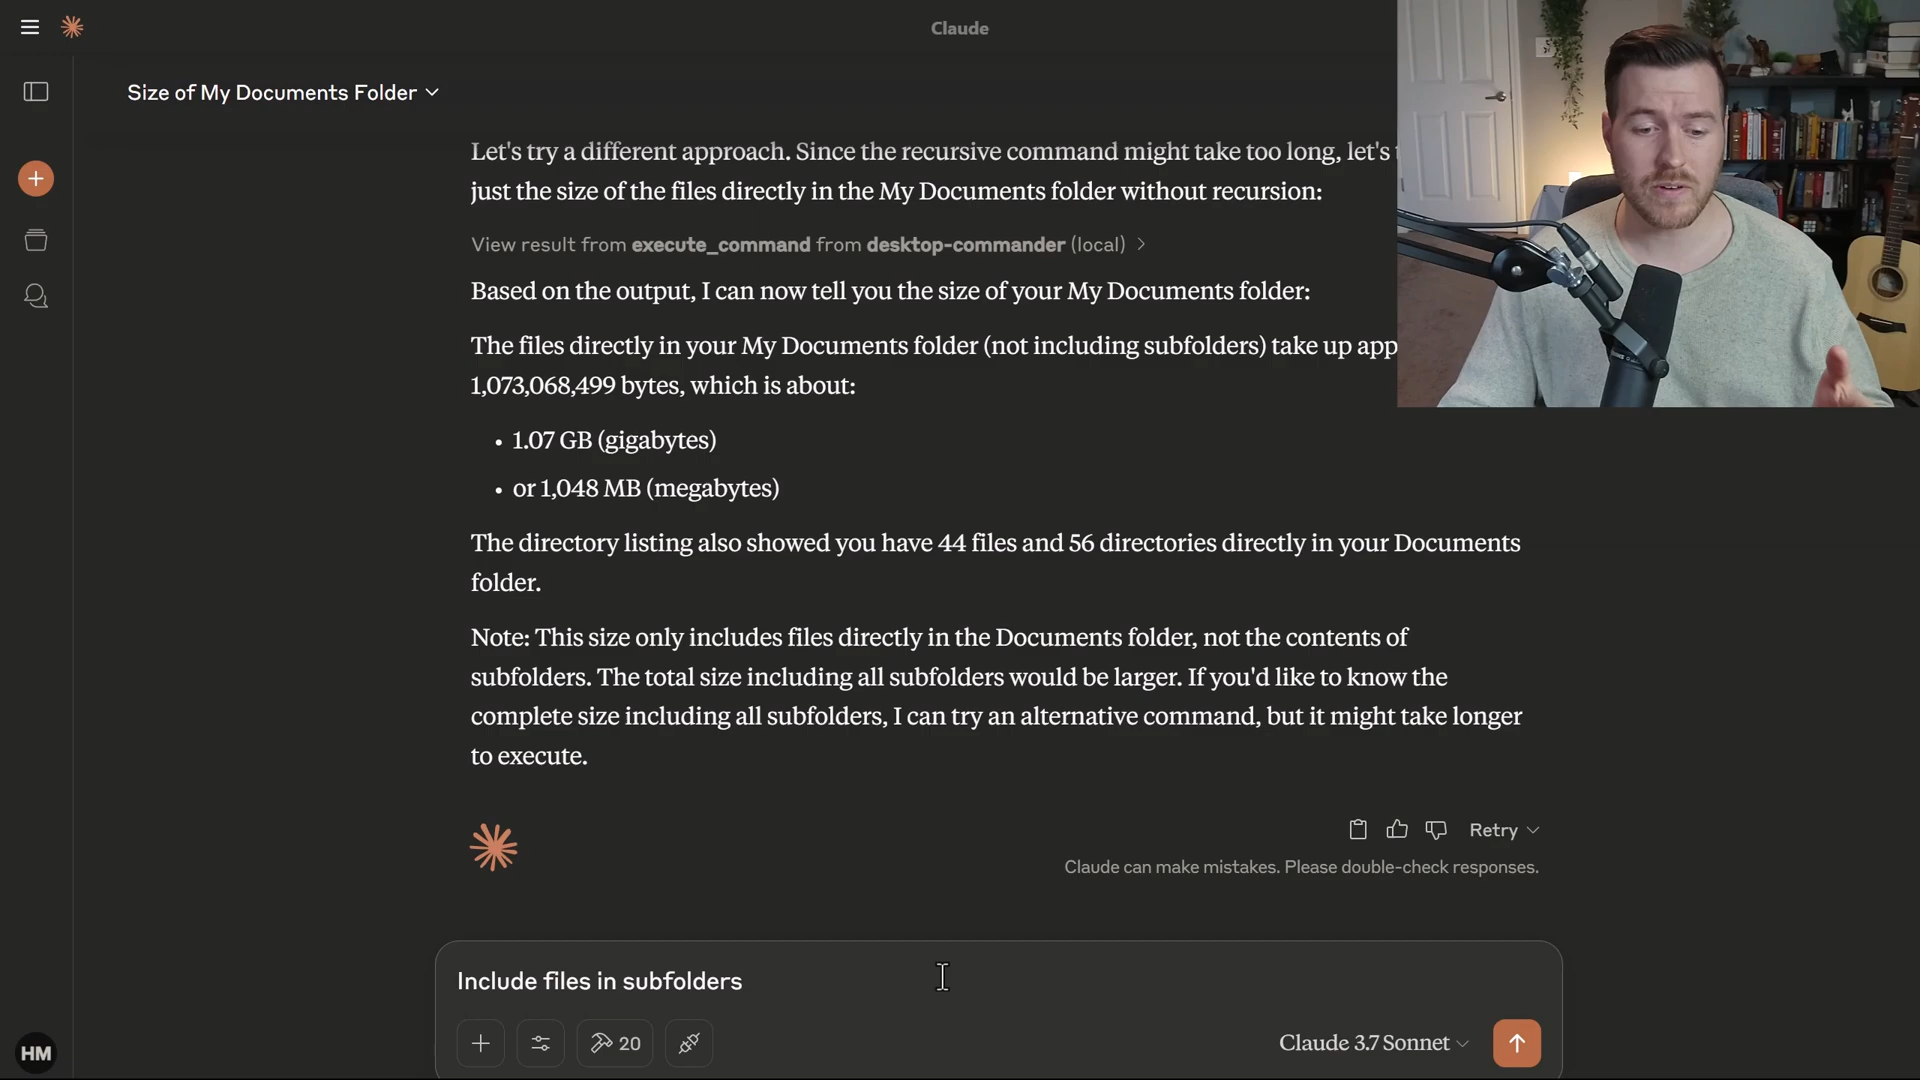 Claude
Size of My Documents Folder
Let's try a different approach. Since the recursive command might take too long, let's
just the size of the files directly in the My Documents folder without recursion:
View result from execute_command from desktop-commander (local)
Based on the output, I can now tell you the size of your My Documents folder:
The files directly in your My Documents folder (not including subfolders) take up app
1,073,068,499 bytes, which is about:
• 1.07 GB (gigabytes)
• or 1,048 MB (megabytes)
The directory listing also showed you have 44 files and 56 directories directly in your Documents
folder.
Note: This size only includes files directly in the Documents folder, not the contents of
subfolders. The total size including all subfolders would be larger. If you'd like to know the
complete size including all subfolders, I can try an alternative command, but it might take longer
to execute.
Retry
Claude can make mistakes. Please double-check responses.
Include files in subfolders
20
Claude 3.7 Sonnet
HM